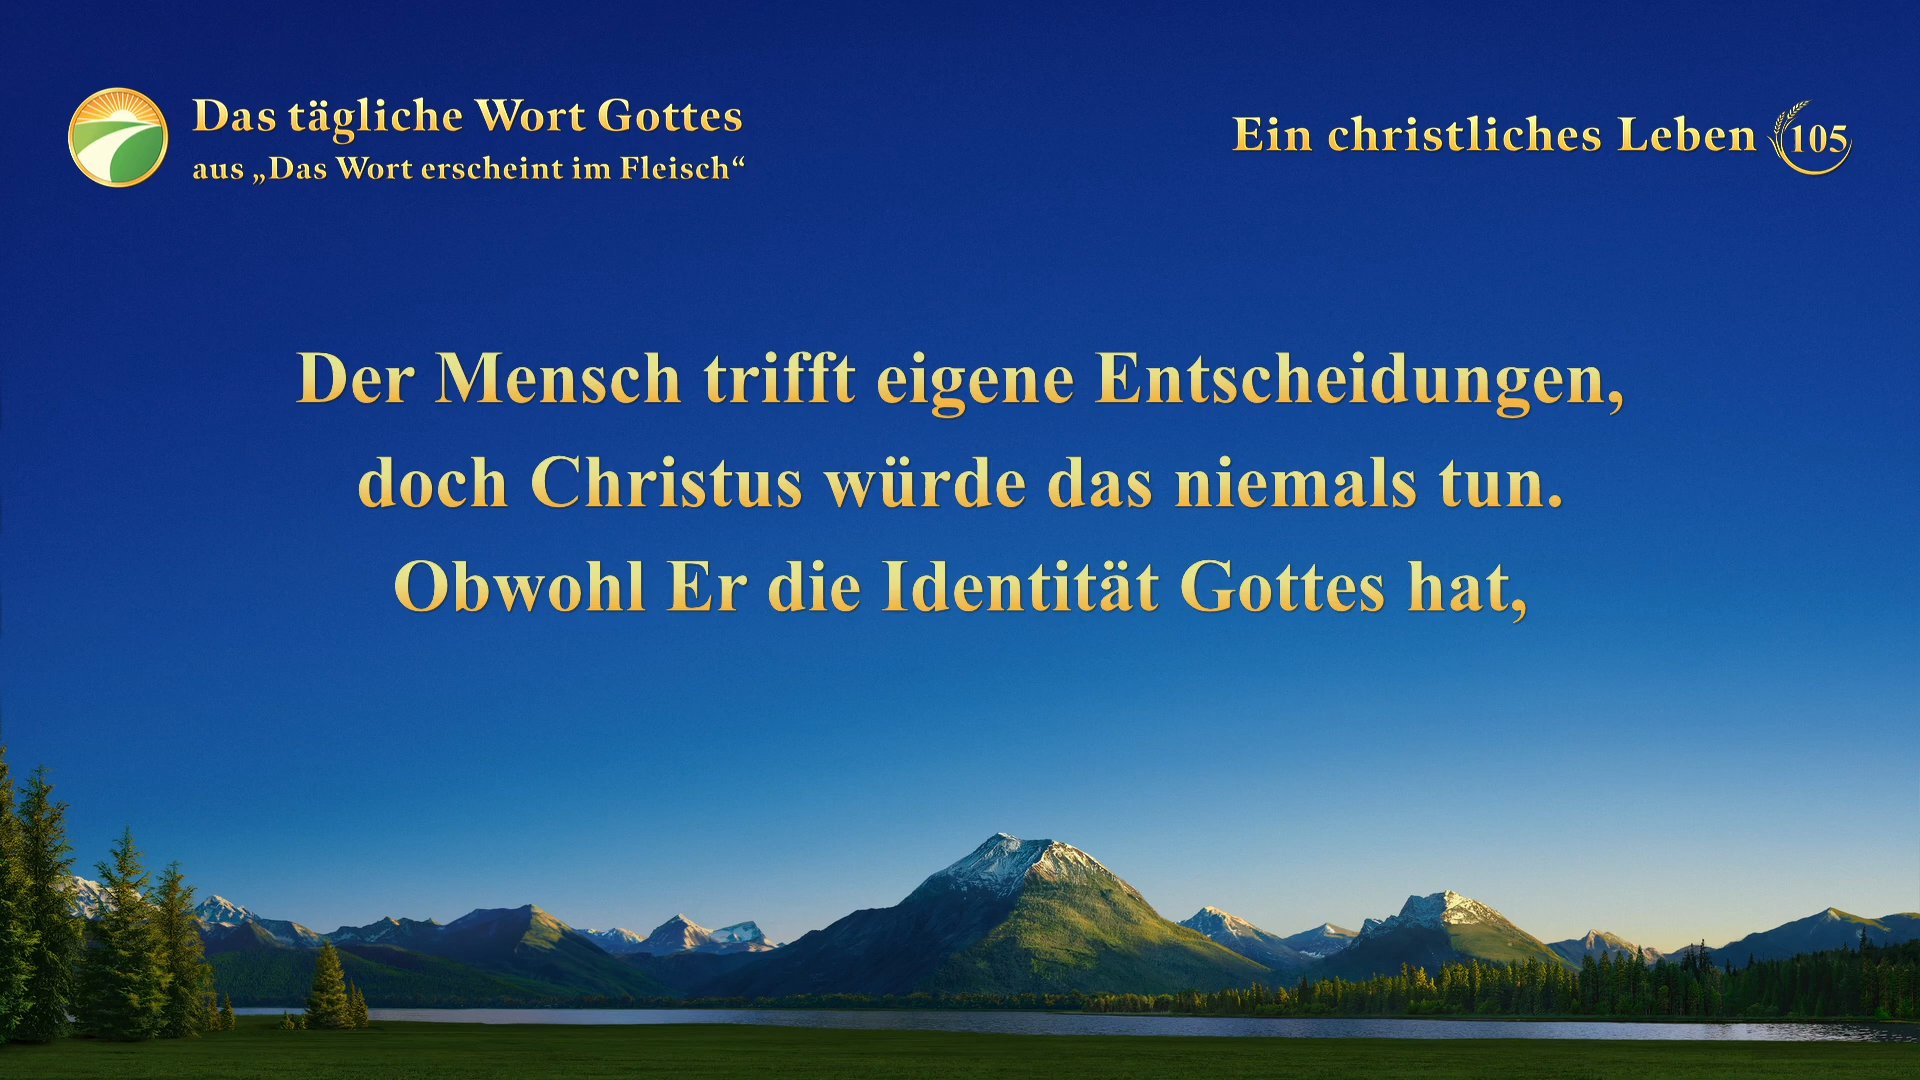 Das tägliche Wort Gottes
aus „Das Wort erscheint im Fleisch“
Ein christliches Leben 105
Der Mensch trifft eigene Entscheidungen,
doch Christus würde das niemals tun.
Obwohl Er die Identität Gottes hat,